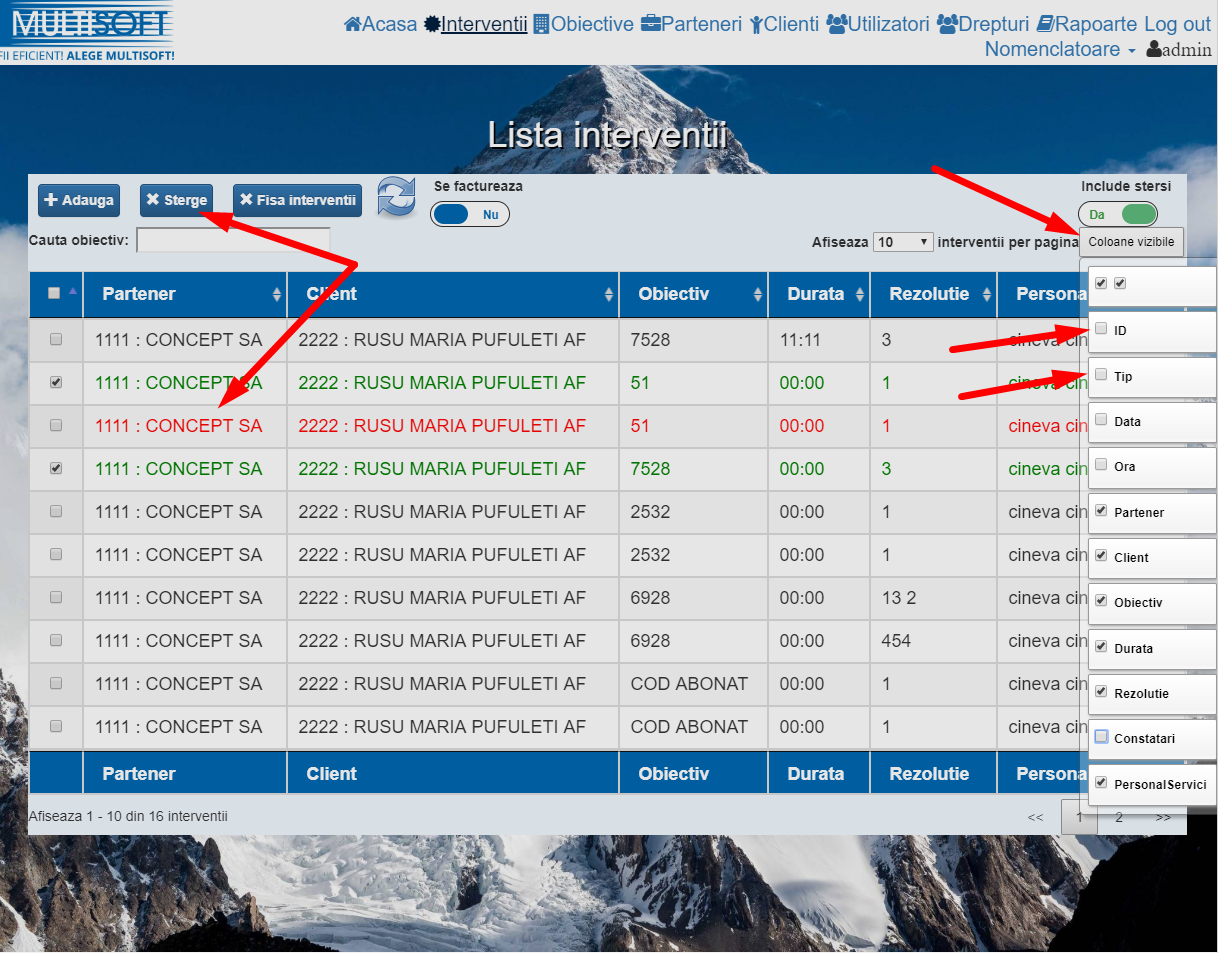 MULTISOFT
FII EFICIENT! ALEGE MULTISOFT!
Acasa Interventii Obiective Parteneri Clienti Utilizatori Drepturi Rapoarte Log out
Nomenclatoare admin
Lista interventii
Adauga Sterge Fisa interventii
Se factureaza
Nu
Include stersi
Da
Cauta obiectiv:
Afiseaza 10 interventii per pagina
Coloane vizibile
Partener Client Obiectiv Durata Rezolutie Persona
1111 : CONCEPT SA 2222 : RUSU MARIA PUFULETI AF 7528 11:11 3 cineva cin
1111 : CONCEPT SA 2222 : RUSU MARIA PUFULETI AF 51 00:00 1 cineva cin
1111 : CONCEPT SA 2222 : RUSU MARIA PUFULETI AF 51 00:00 1 cineva cin
1111 : CONCEPT SA 2222 : RUSU MARIA PUFULETI AF 7528 00:00 3 cineva cin
1111 : CONCEPT SA 2222 : RUSU MARIA PUFULETI AF 2532 00:00 1 cineva cin
1111 : CONCEPT SA 2222 : RUSU MARIA PUFULETI AF 2532 00:00 1 cineva cin
1111 : CONCEPT SA 2222 : RUSU MARIA PUFULETI AF 6928 00:00 13 2 cineva cin
1111 : CONCEPT SA 2222 : RUSU MARIA PUFULETI AF 6928 00:00 454 cineva cin
1111 : CONCEPT SA 2222 : RUSU MARIA PUFULETI AF COD ABONAT 00:00 1 cineva cin
1111 : CONCEPT SA 2222 : RUSU MARIA PUFULETI AF COD ABONAT 00:00 1 cineva cin
Partener Client Obiectiv Durata Rezolutie Persona
ID
Tip
Data
Ora
Partener
Client
Obiectiv
Durata
Rezolutie
Constatari
PersonalServici
Afiseaza 1 - 10 din 16 interventii
<< 1 2 >>